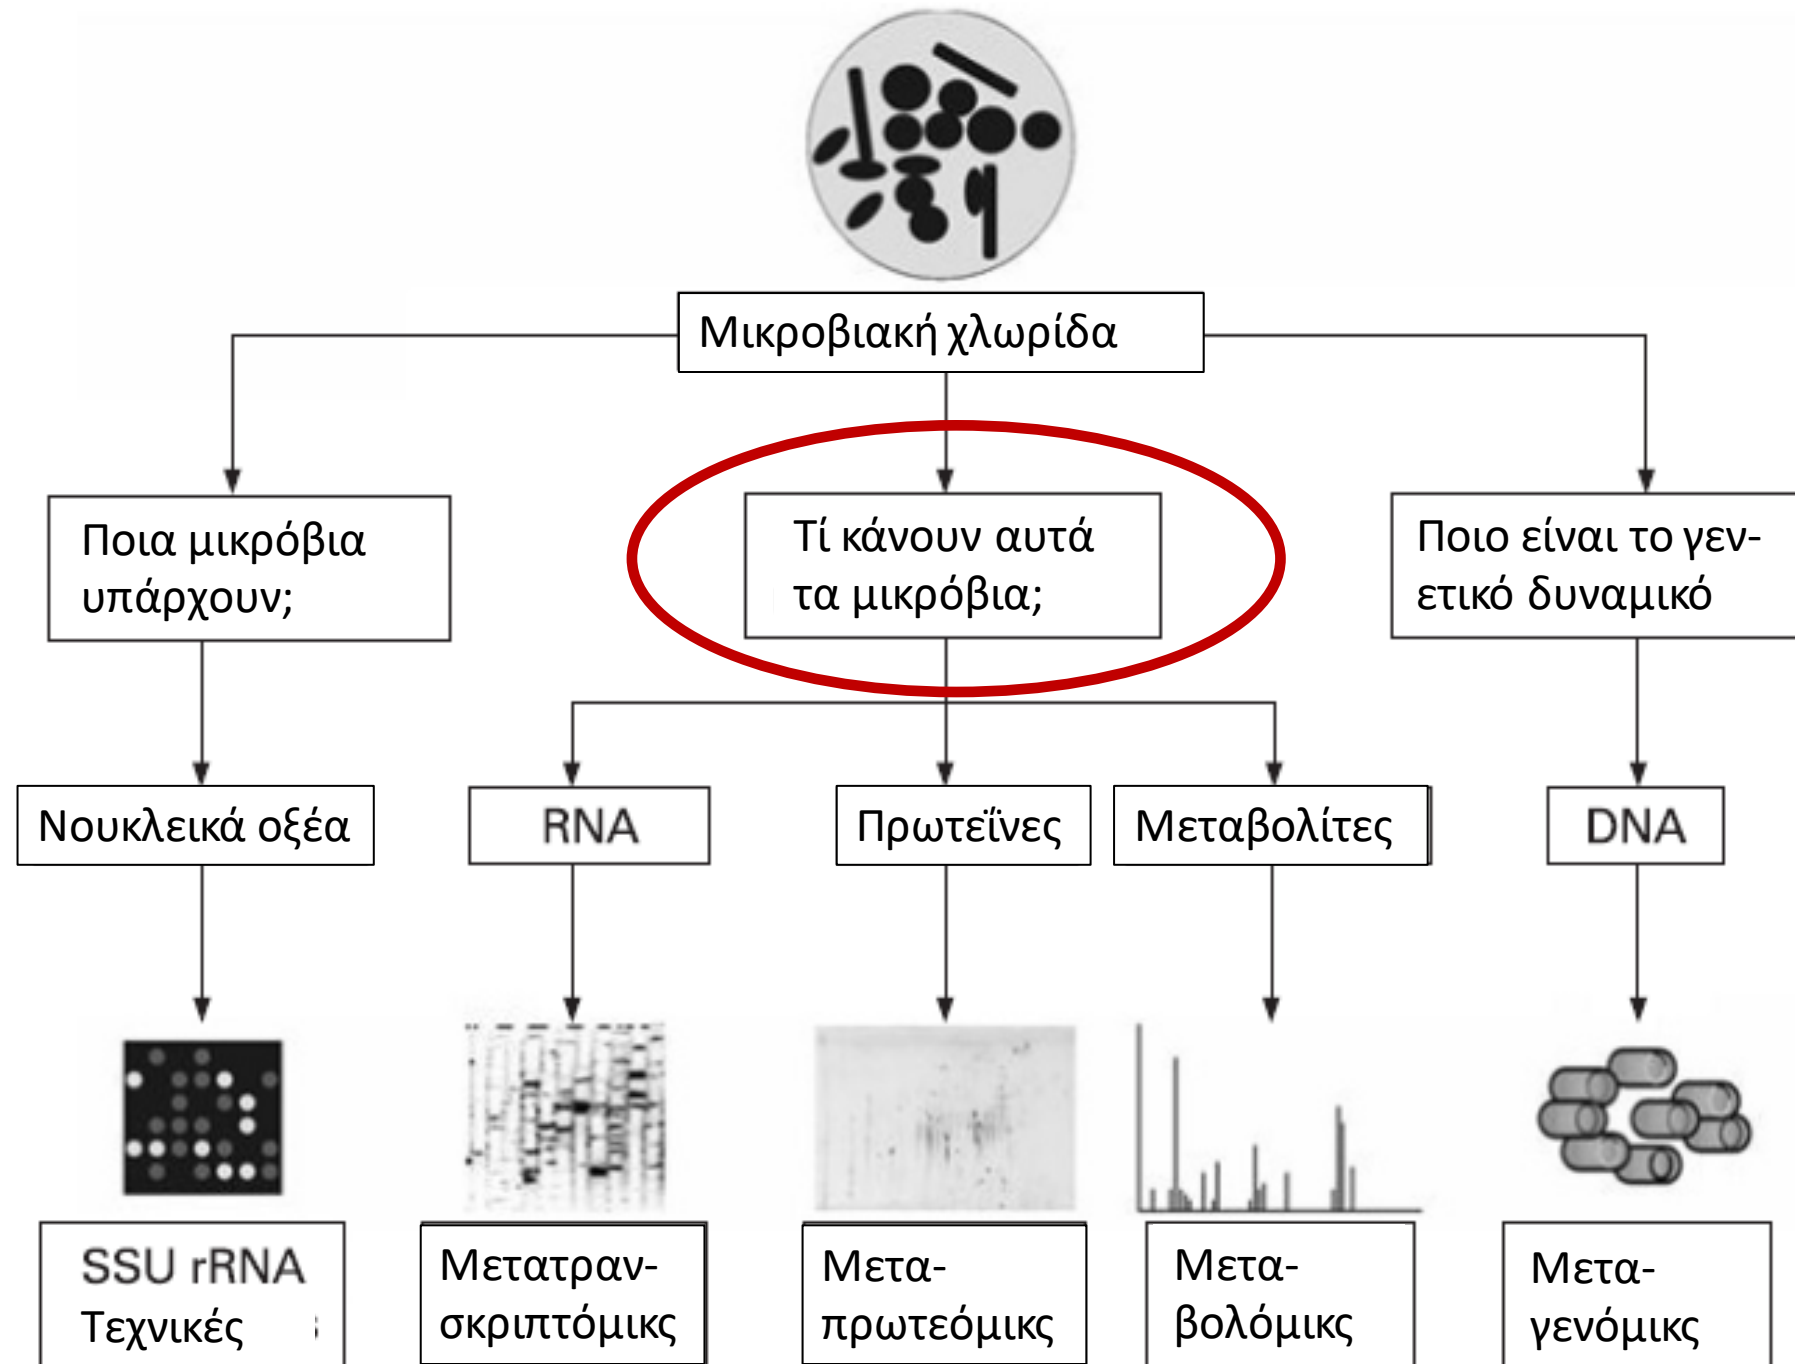 Μικροβιακή χλωρίδα
Ποια μικρόβια
υπάρχουν;
Τί κάνουν αυτά
τα μικρόβια;
Ποιο είναι το γεν-
ετικό δυναμικό
Νουκλεικά οξέα
RNA
Πρωτεΐνες
Μεταβολίτες
DNA
SSU rRNA
Τεχνικές
Μετατραν-
σκριπτόμικς
Μετα-
πρωτεόμικς
Μετα-
βολόμικς
Μετα-
γενόμικς